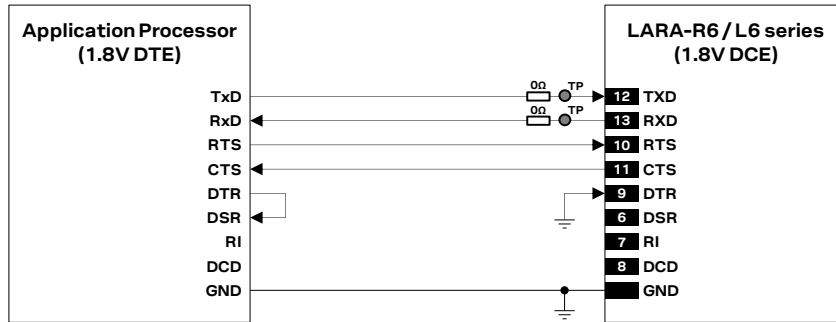 Application Processor
(1.8V DTE)
LARA-R6 / L6 series
(1.8V DCE)
TxD
0Ω
TP
12
TXD
RxD
0Ω
TP
13
RXD
RTS
10
RTS
CTS
11
CTS
DTR
9
DTR
DSR
6
DSR
RI
7
RI
DCD
8
DCD
GND
GND